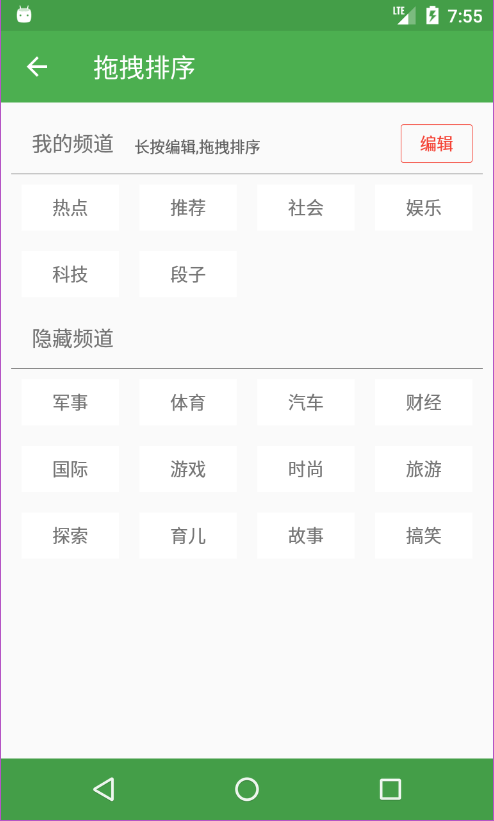 LTE 7:55
拖拽排序
我的频道 长按编辑,拖拽排序 编辑
热点 推荐 社会 娱乐
科技 段子
隐藏频道
军事 体育 汽车 财经
国际 游戏 时尚 旅游
探索 育儿 故事 搞笑